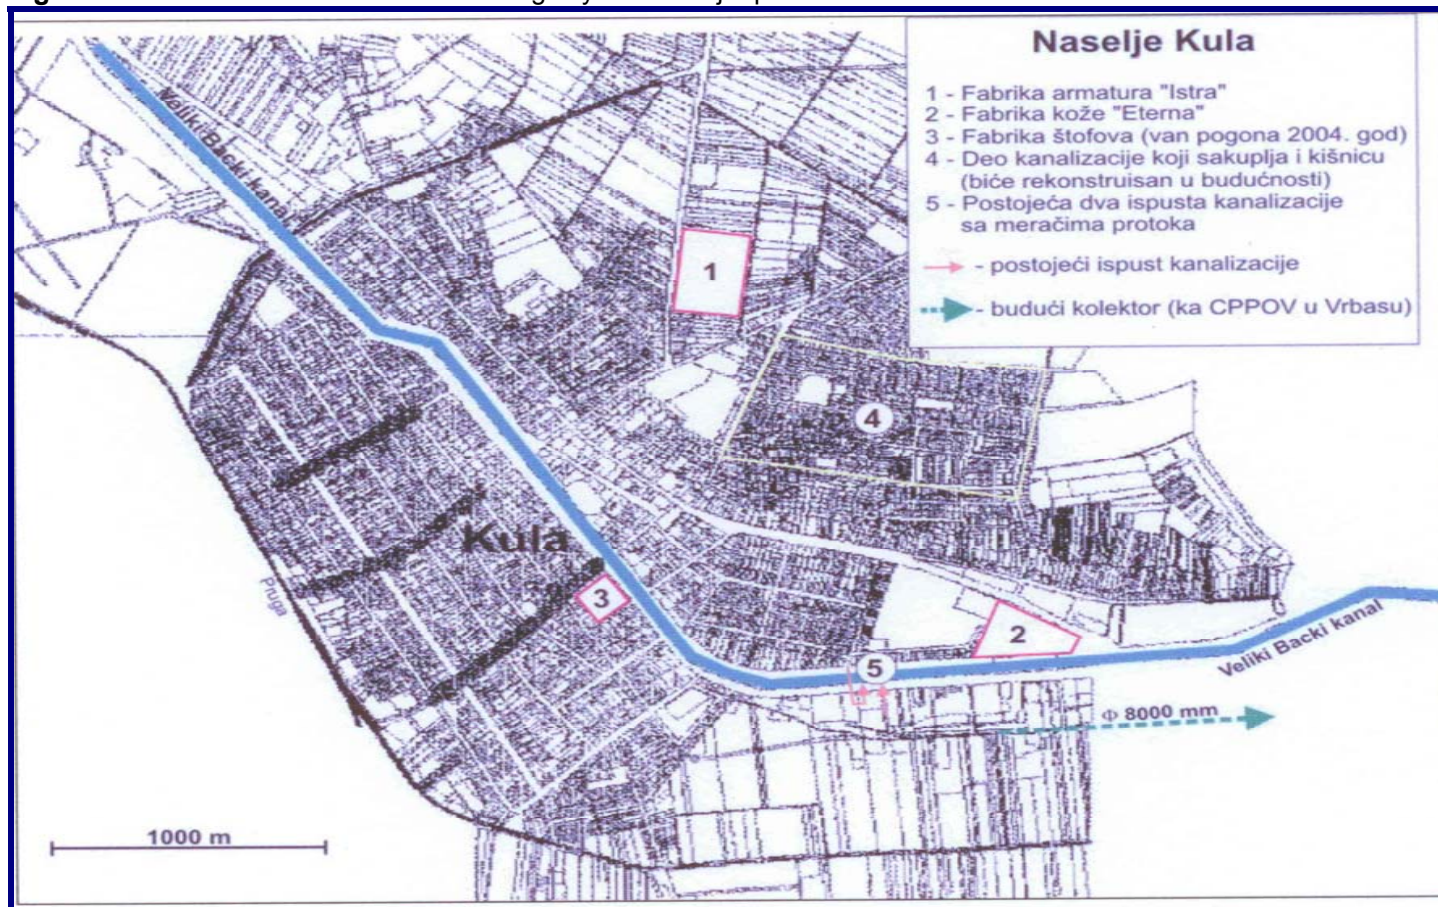 Naselje Kula
1 - Fabrika armatura "Istra"
2 - Fabrika kože "Eterna"
3 - Fabrika štofova (van pogona 2004. god)
4 - Deo kanalizacije koji sakuplja i kišnicu
(biće rekonstruisan u budućnosti)
5 - Postojeća dva ispusta kanalizacije
sa meračima protoka
- postojeći ispust kanalizacije
- budući kolektor (ka CPPOV u Vrbasu)
Veliki Backi kanal
1
4
Kula
3
Pruga
2
5
Veliki Backi kanal
Φ 8000 mm
1000 m